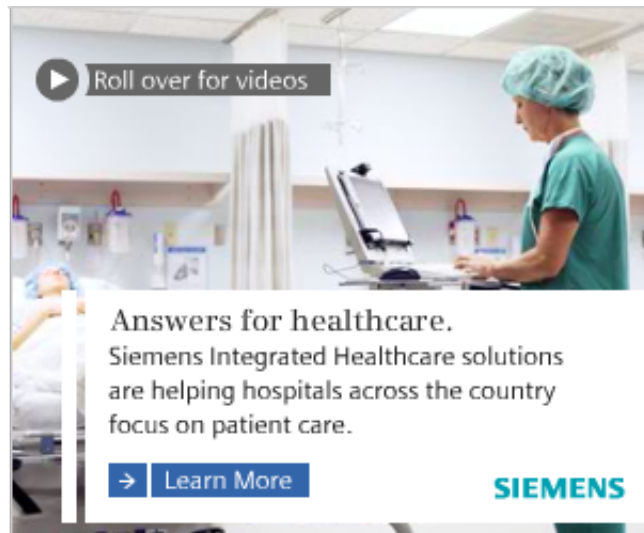 Roll over for videos
Answers for healthcare.
Siemens Integrated Healthcare solutions
are helping hospitals across the country
focus on patient care.
Learn More
SIEMENS